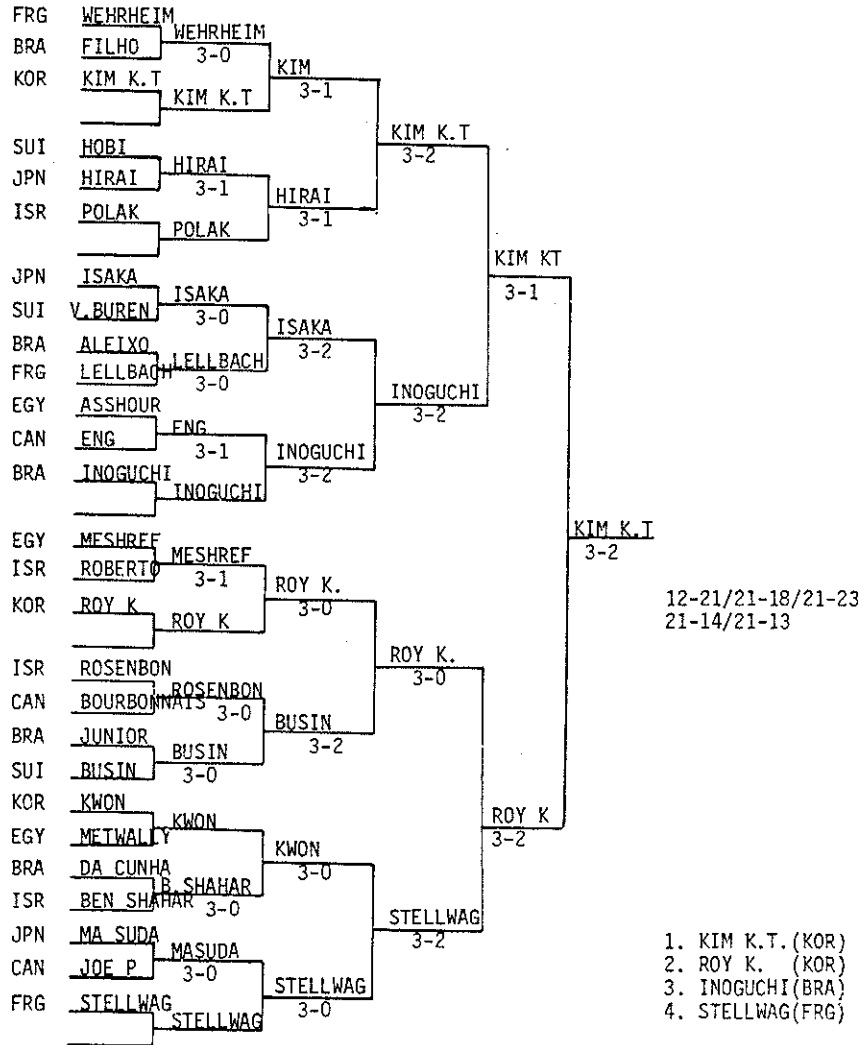 FRG WEHRHEIM
WEHRHEIM
BRA FILHO
3-0
KIM
KOR KIM K.T
3-1
KIM K.T
KIM K.T
SUI HOBI
3-2
HIRAI
JPN HIRAI
3-1
HIRAI
ISR POLAK
3-1
POLAK
KIM KT
JPN ISAKA
3-1
ISAKA
SUI V.BUREN
3-0
ISAKA
BRA ALEIXO
3-2
LELLBACH
FRG LELLBACH
3-0
INOGUCHI
EGY ASSHOUR
3-2
ENG
CAN ENG
3-1
INOGUCHI
BRA INOGUCHI
3-2
INOGUCHI
KIM K.T
EGY MESHREF
3-2
MESHREF
ISR ROBERTO
3-1
ROY K.
12-21/21-18/21-23
KOR ROY K
3-0
21-14/21-13
ROY K
ROY K.
ISR ROSENBON
3-0
ROSENBON
CAN BOURBONNAIS
3-0
BUSIN
BRA JUNIOR
3-2
BUSIN
SUI BUSIN
3-0
KOR KWON
ROY K
KWON
EGY METWALLY
3-2
KWON
BRA DA CUNHA
3-0
B.SHAHAR
ISR BEN SHAHAR
3-0
STELLWAG
JPN MA SUDA
3-2
1. KIM K.T.(KOR)
MASUDA
CAN JOE P
3-0
2. ROY K. (KOR)
STELLWAG
3. INOGUCHI(BRA)
FRG STELLWAG
3-0
4. STELLWAG(FRG)
STELLWAG